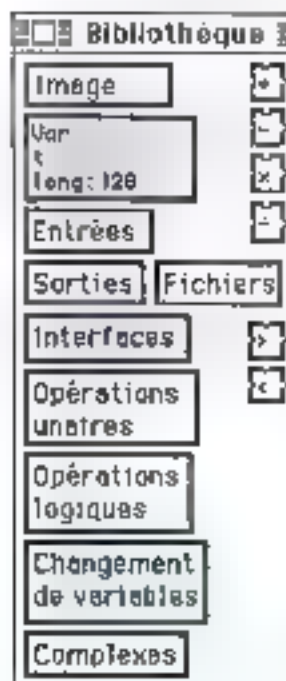 Bibliothèque
Image
+
Var
t
long: 128
-
x
Entrées
÷
Sorties Fichiers
Interfaces
>
<
Opérations
unaires
Opérations
logiques
Changement
de variables
Complexes